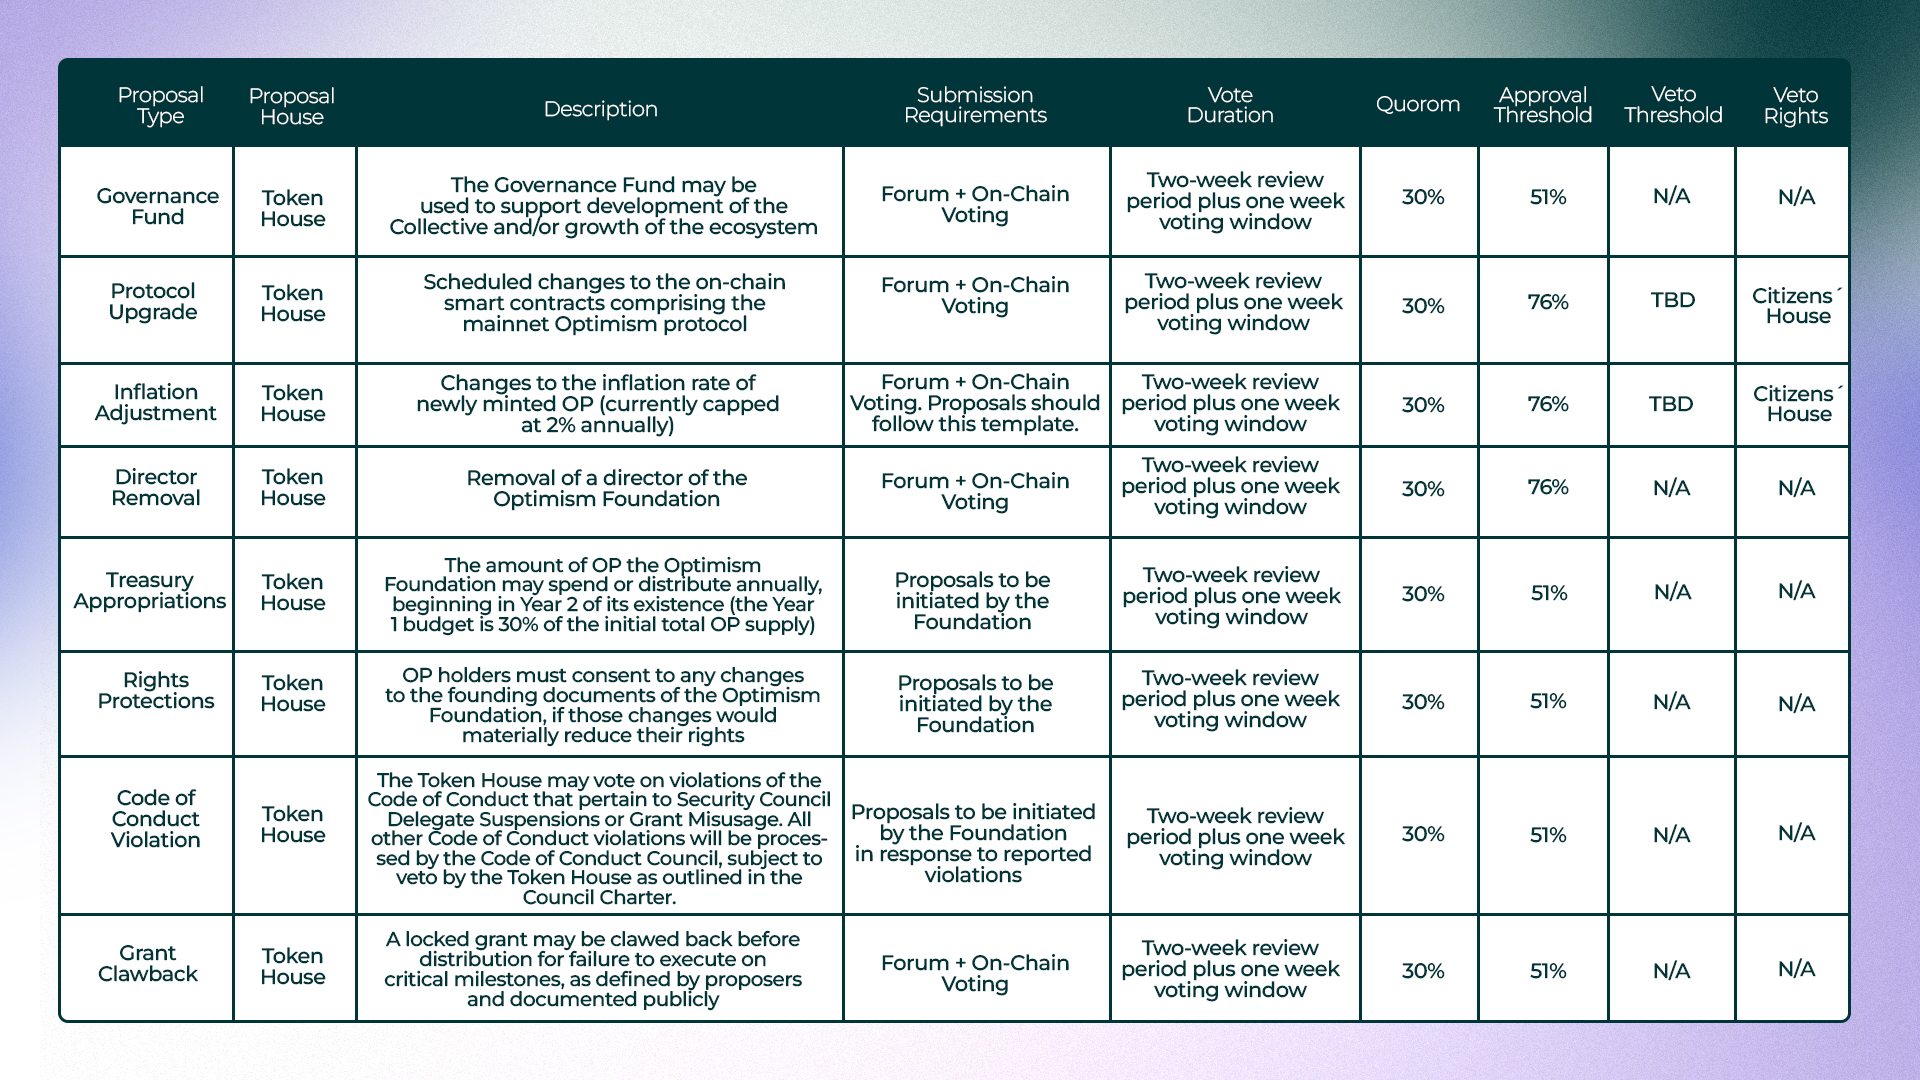 Proposal
Type
Proposal
House
Description
Submission
Requirements
Vote
Duration
Quorom
Approval
Threshold
Veto
Threshold
Veto
Rights
Governance
Fund
Token
House
The Governance Fund may be
used to support development of the
Collective and/or growth of the ecosystem
Forum + On-Chain
Voting
Two-week review
period plus one week
voting window
30%
51%
N/A
N/A
Protocol
Upgrade
Token
House
Scheduled changes to the on-chain
smart contracts comprising the
mainnet Optimism protocol
Forum + On-Chain
Voting
Two-week review
period plus one week
voting window
30%
76%
TBD
Citizens´
House
Inflation
Adjustment
Token
House
Changes to the inflation rate of
newly minted OP (currently capped
at 2% annually)
Forum + On-Chain
Voting. Proposals should
follow this template.
Two-week review
period plus one week
voting window
30%
76%
TBD
Citizens´
House
Director
Removal
Token
House
Removal of a director of the
Optimism Foundation
Forum + On-Chain
Voting
Two-week review
period plus one week
voting window
30%
76%
N/A
N/A
Treasury
Appropriations
Token
House
The amount of OP the Optimism
Foundation may spend or distribute annually,
beginning in Year 2 of its existence (the Year
1 budget is 30% of the initial total OP supply)
Proposals to be
initiated by the
Foundation
Two-week review
period plus one week
voting window
30%
51%
N/A
N/A
Rights
Protections
Token
House
OP holders must consent to any changes
to the founding documents of the Optimism
Foundation, if those changes would
materially reduce their rights
Proposals to be
initiated by the
Foundation
Two-week review
period plus one week
voting window
30%
51%
N/A
N/A
Code of
Conduct
Violation
Token
House
The Token House may vote on violations of the
Code of Conduct that pertain to Security Council
Delegate Suspensions or Grant Misusage. All
other Code of Conduct violations will be proces-
sed by the Code of Conduct Council, subject to
veto by the Token House as outlined in the
Council Charter.
Proposals to be initiated
by the Foundation
in response to reported
violations
Two-week review
period plus one week
voting window
30%
51%
N/A
N/A
Grant
Clawback
Token
House
A locked grant may be clawed back before
distribution for failure to execute on
critical milestones, as defined by proposers
and documented publicly
Forum + On-Chain
Voting
Two-week review
period plus one week
voting window
30%
51%
N/A
N/A